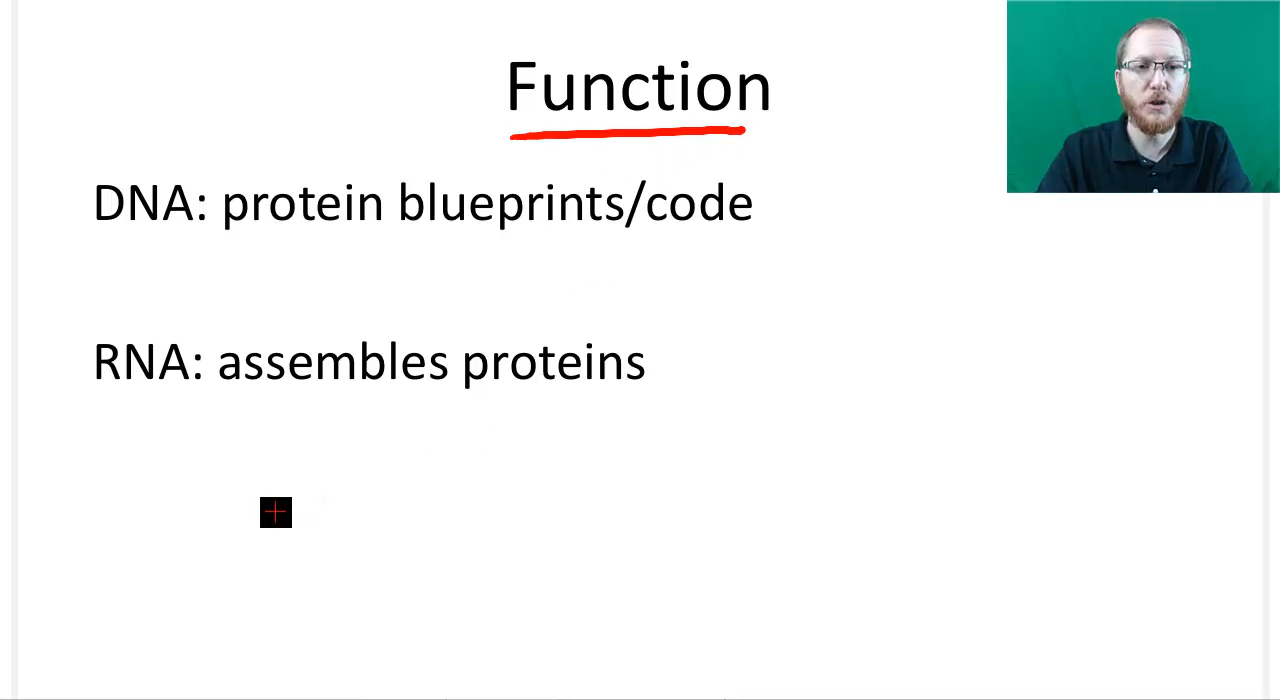 Function
DNA: protein blueprints/code
RNA: assembles proteins